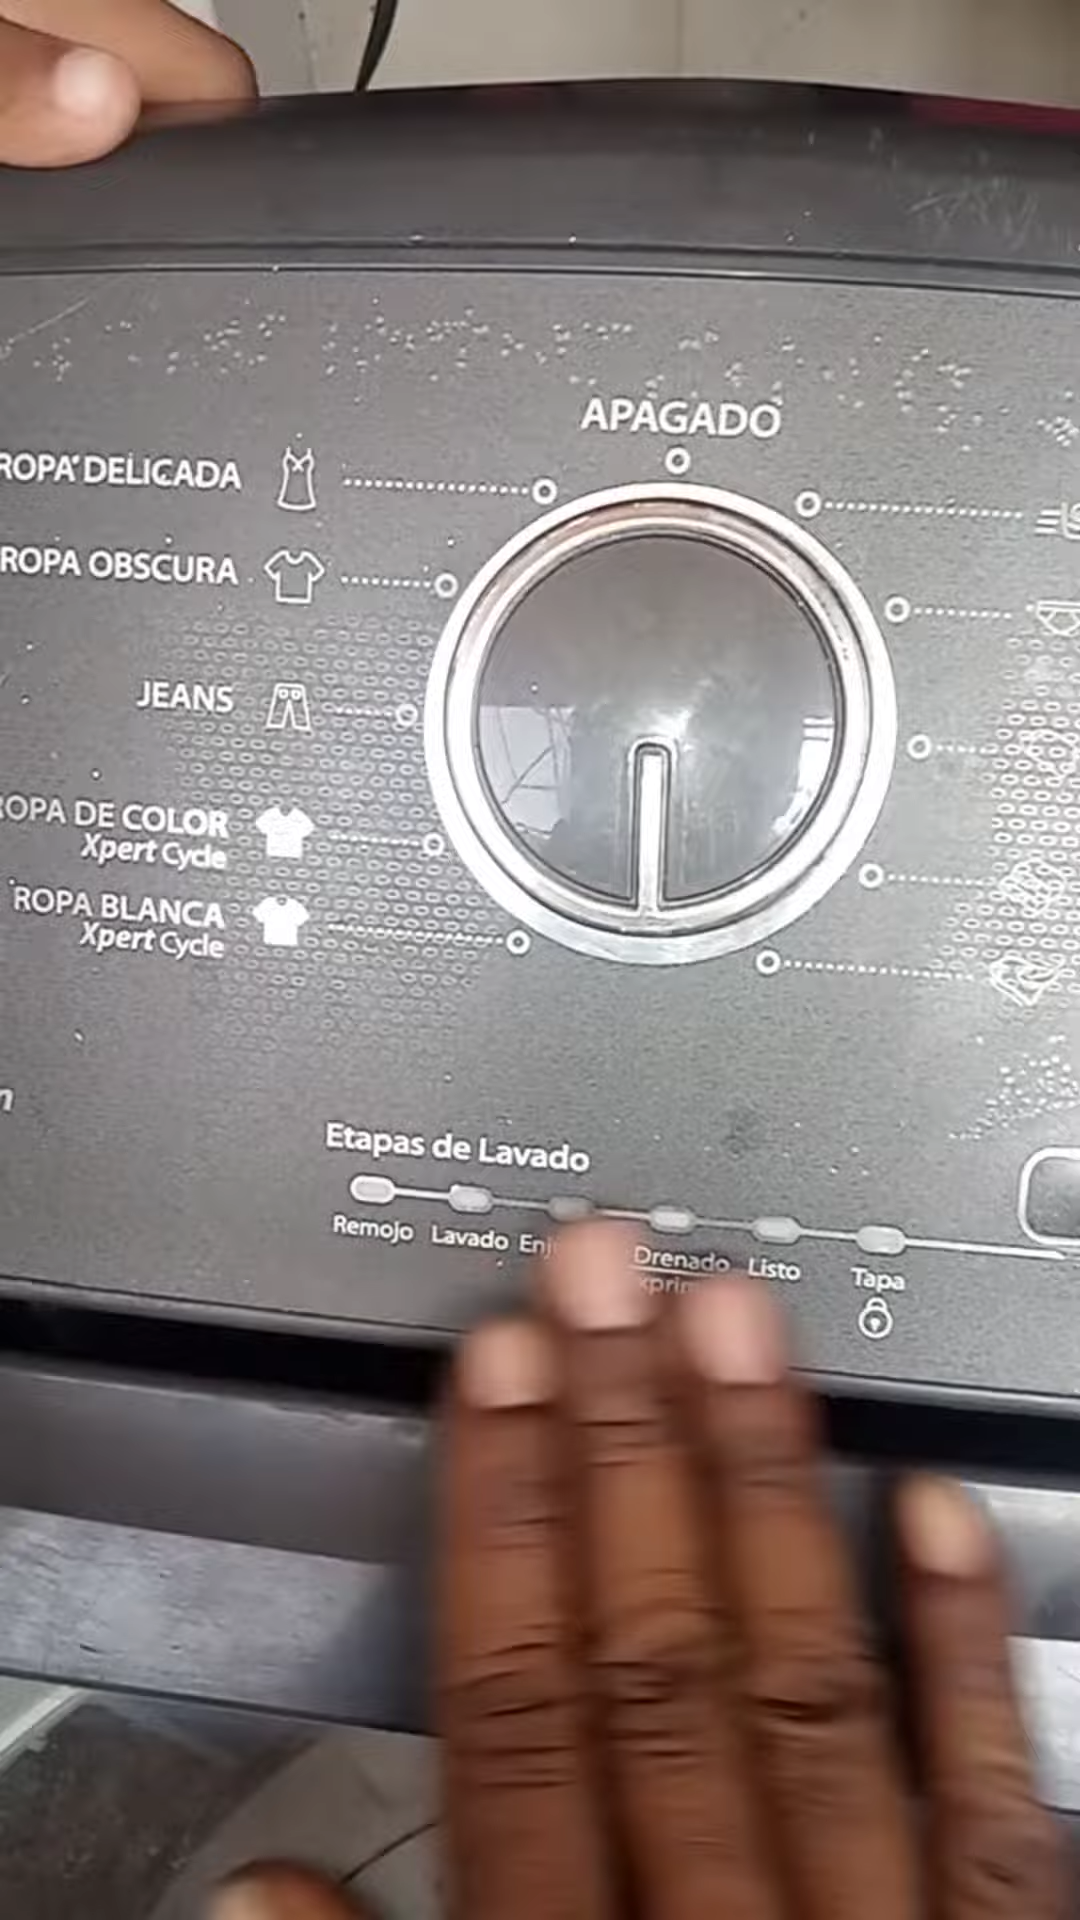 APAGADO
ROPA DELICADA
ROPA OBSCURA
JEANS
ROPA DE COLOR
Xpert Cycle
ROPA BLANCA
Xpert Cycle
Etapas de Lavado
Remojo Lavado Drenado Listo Tapa